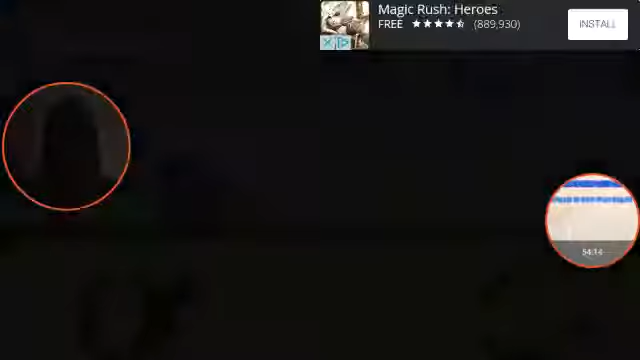 Magic Rush: Heroes
FREE ★★★★⯪ (889,930)
INSTALL
54:14